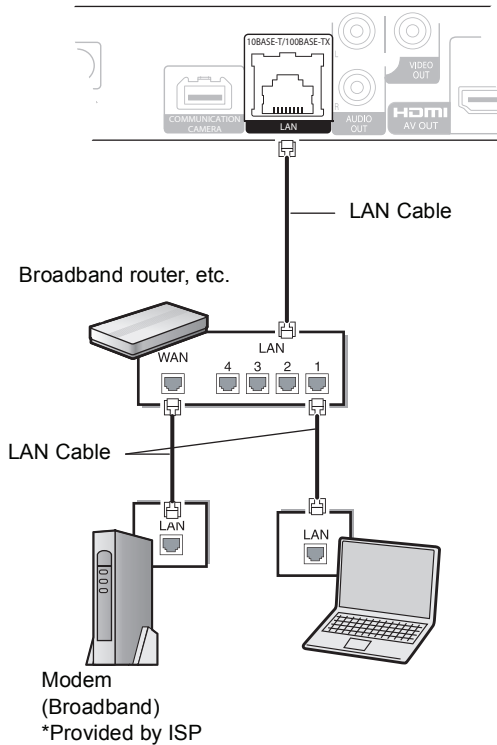 10BASE-T/100BASE-TX
L
R
VIDEO
OUT
COMMUNICATION
CAMERA
LAN
AUDIO
OUT
HDMI
AV OUT
LAN Cable
Broadband router, etc.
WAN
LAN
4 3 2 1
LAN Cable
LAN
LAN
Modem
(Broadband)
*Provided by ISP